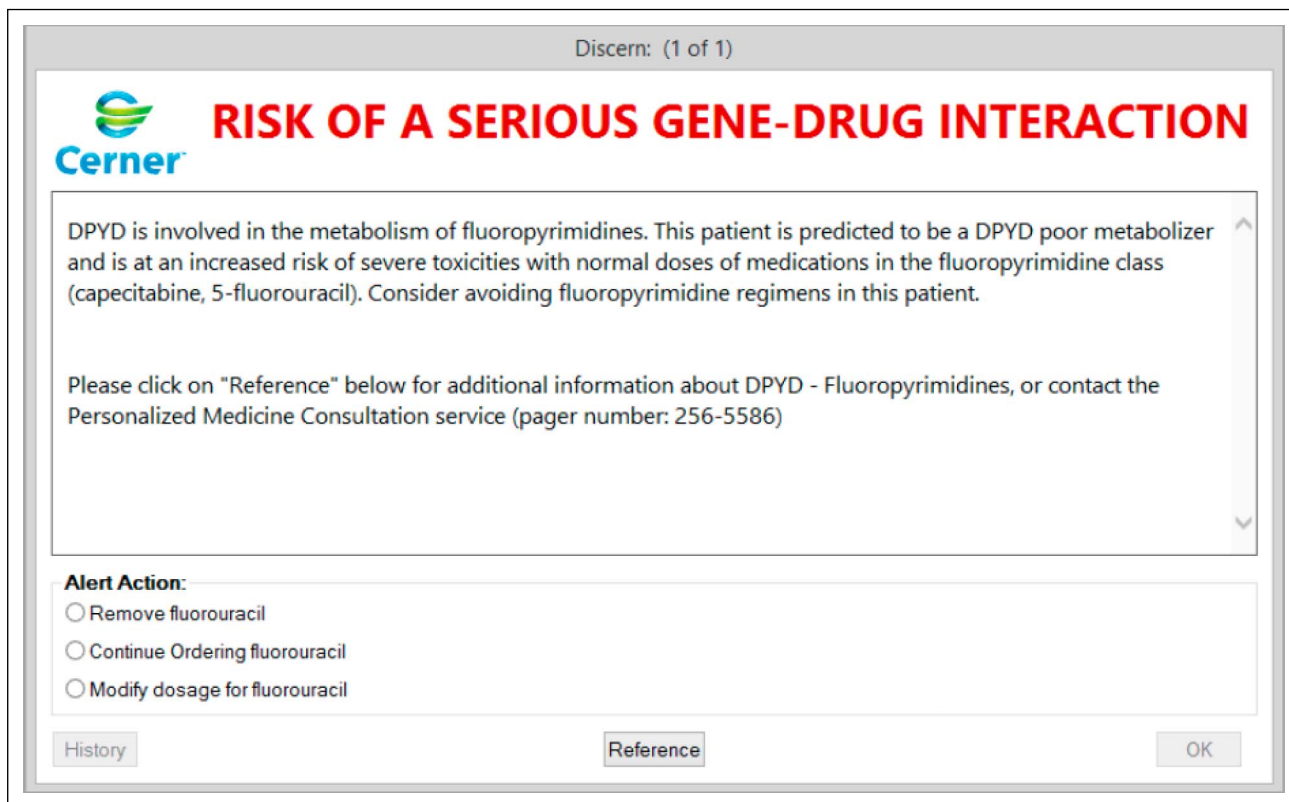 Discern: (1 of 1)
Cerner
RISK OF A SERIOUS GENE-DRUG INTERACTION
DPYD is involved in the metabolism of fluoropyrimidines. This patient is predicted to be a DPYD poor metabolizer
and is at an increased risk of severe toxicities with normal doses of medications in the fluoropyrimidine class
(capecitabine, 5-fluorouracil). Consider avoiding fluoropyrimidine regimens in this patient.
Please click on "Reference" below for additional information about DPYD - Fluoropyrimidines, or contact the
Personalized Medicine Consultation service (pager number: 256-5586)
Alert Action:
Remove fluorouracil
Continue Ordering fluorouracil
Modify dosage for fluorouracil
History
Reference
OK